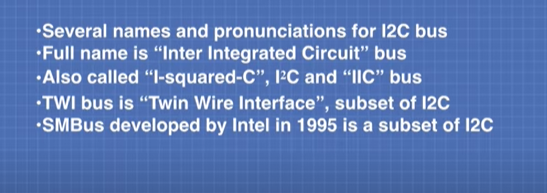 •Several names and pronunciations for I2C bus
•Full name is “Inter Integrated Circuit” bus
•Also called “I-squared-C”, I²C and “IIC” bus
•TWI bus is “Twin Wire Interface”, subset of I2C
•SMBus developed by Intel in 1995 is a subset of I2C